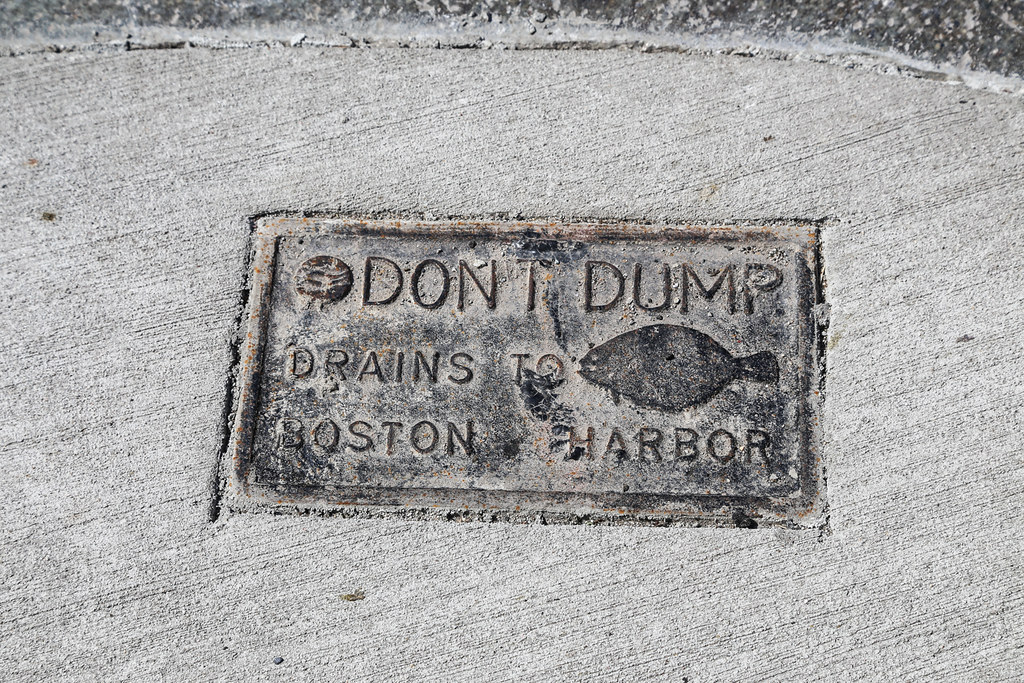 DON'T DUMP
DRAINS TO
BOSTON HARBOR